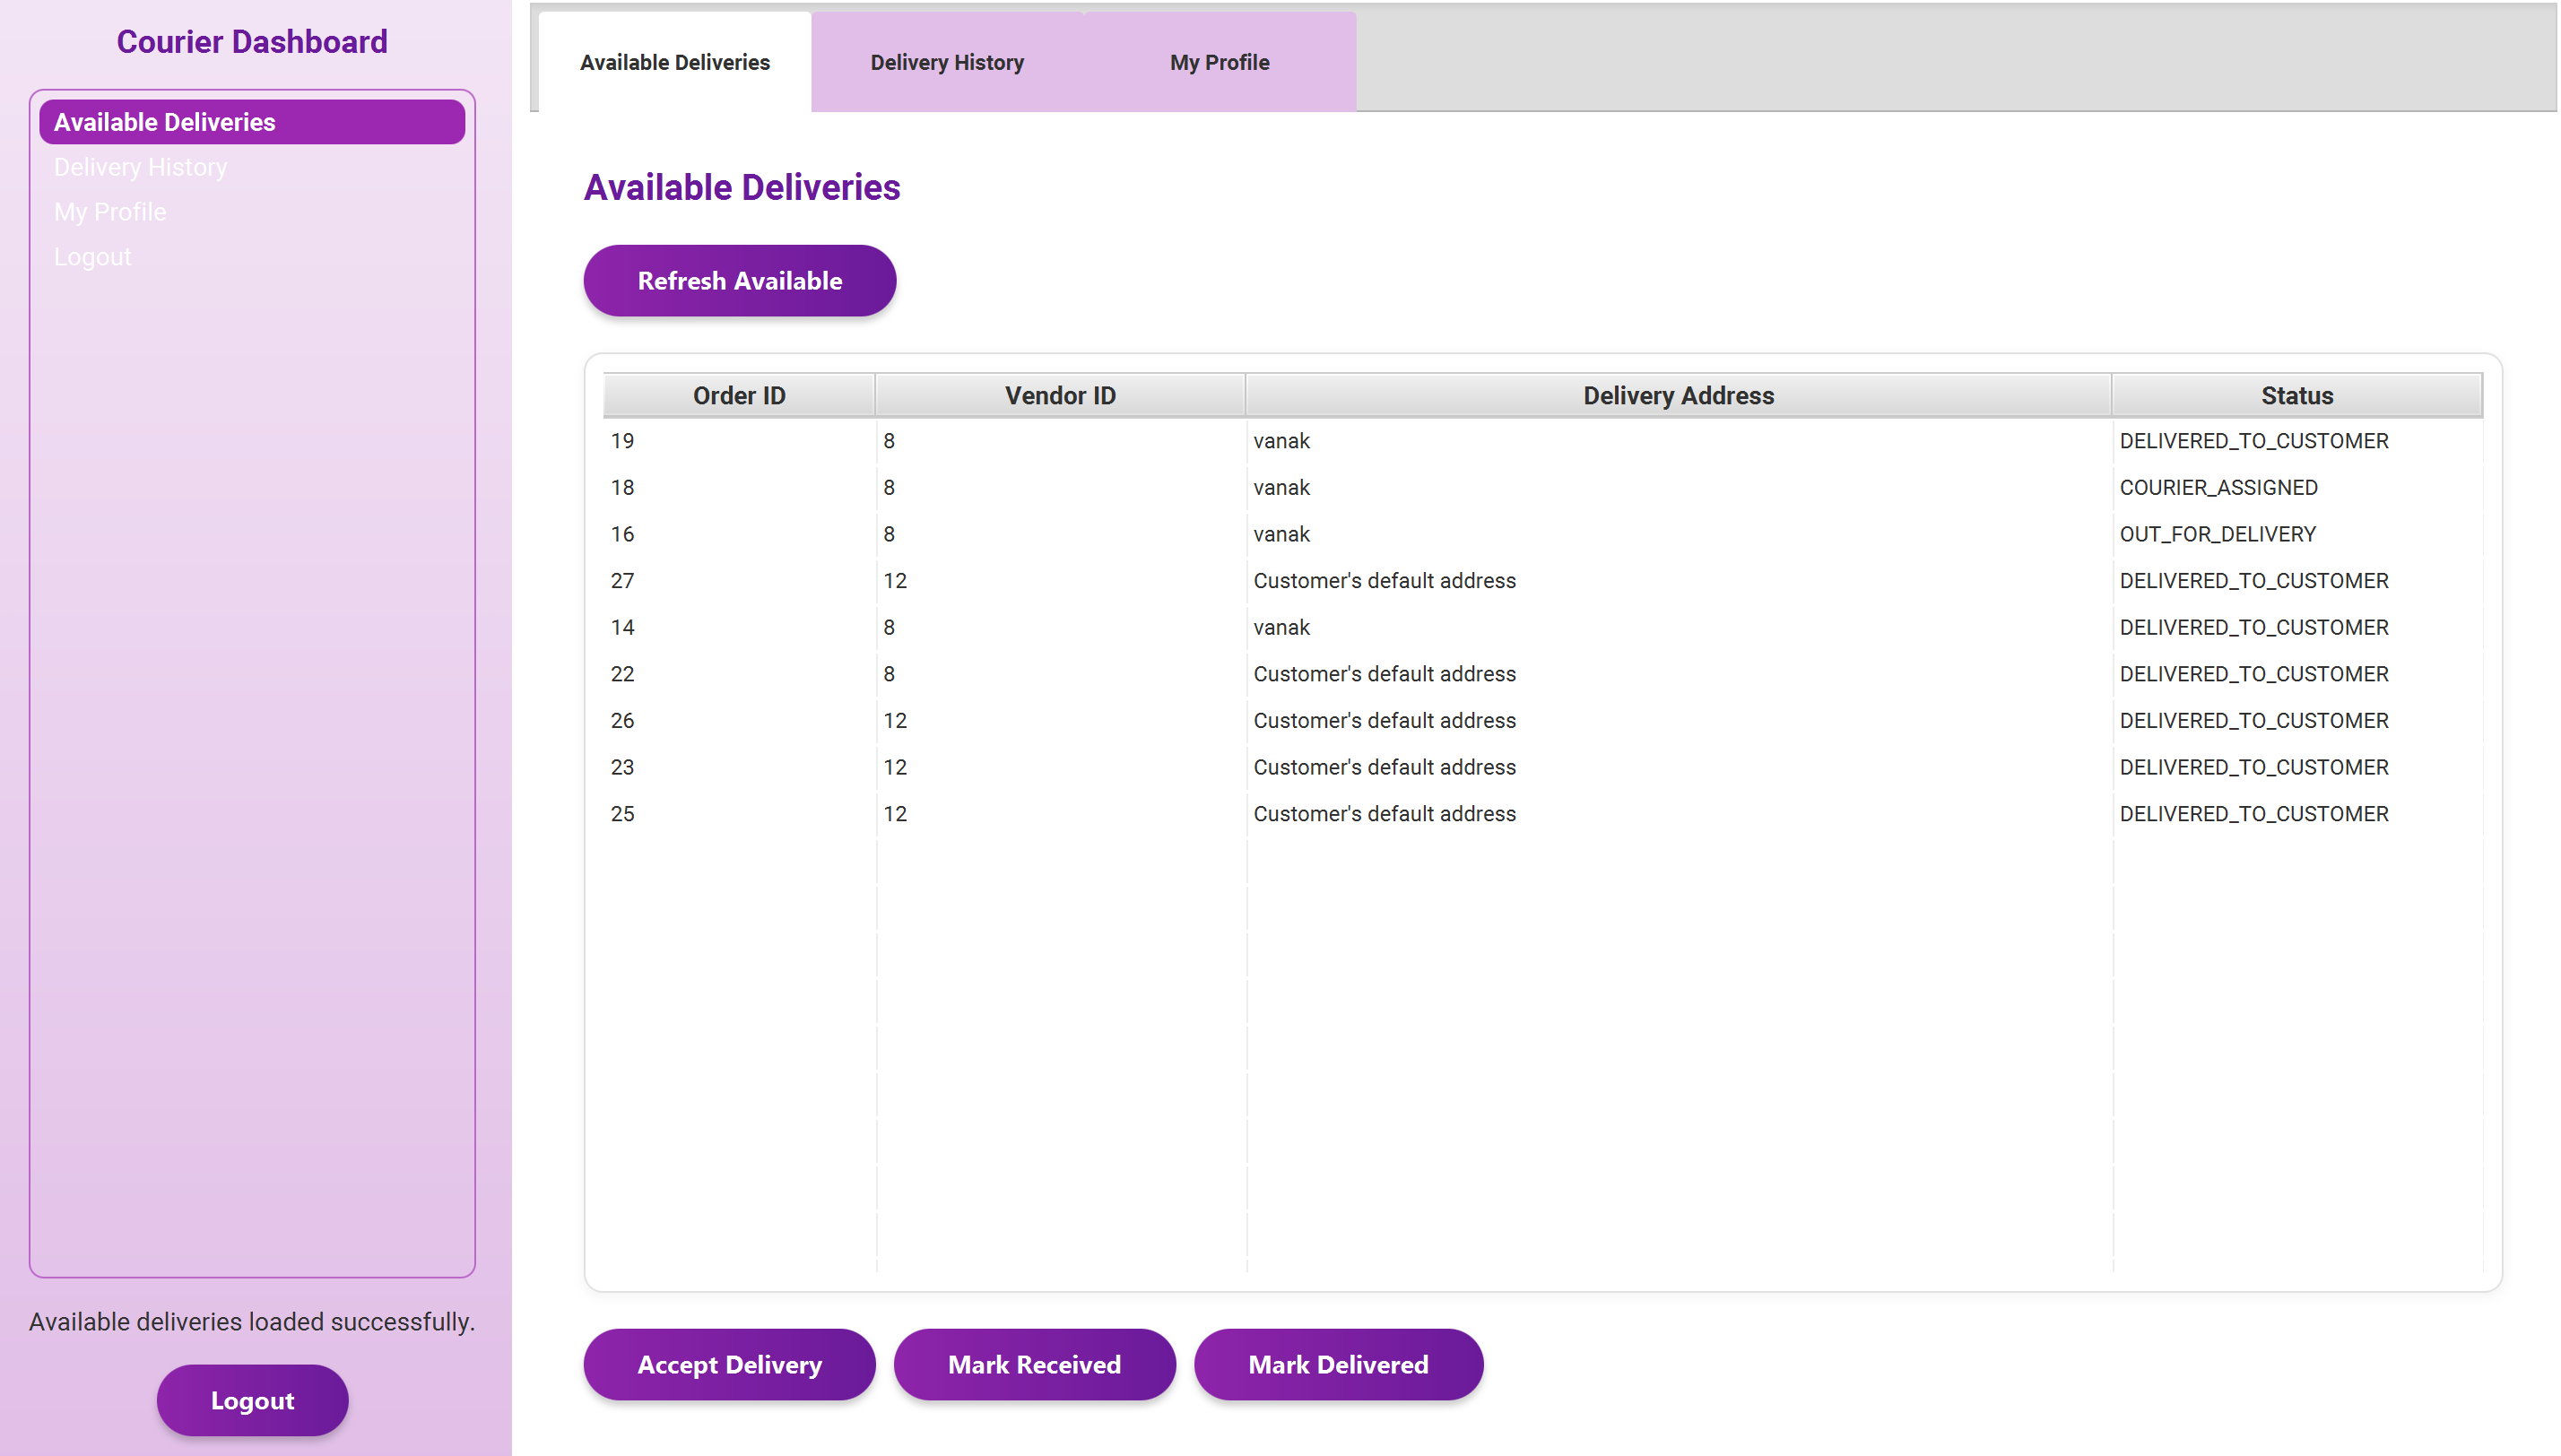 Courier Dashboard
Available Deliveries
Delivery History
My Profile
Logout
Available deliveries loaded successfully.
Logout
Available Deliveries Delivery History My Profile
Available Deliveries
Refresh Available
Order ID Vendor ID Delivery Address Status
19 8 vanak DELIVERED_TO_CUSTOMER
18 8 vanak COURIER_ASSIGNED
16 8 vanak OUT_FOR_DELIVERY
27 12 Customer's default address DELIVERED_TO_CUSTOMER
14 8 vanak DELIVERED_TO_CUSTOMER
22 8 Customer's default address DELIVERED_TO_CUSTOMER
26 12 Customer's default address DELIVERED_TO_CUSTOMER
23 12 Customer's default address DELIVERED_TO_CUSTOMER
25 12 Customer's default address DELIVERED_TO_CUSTOMER
Accept Delivery Mark Received Mark Delivered